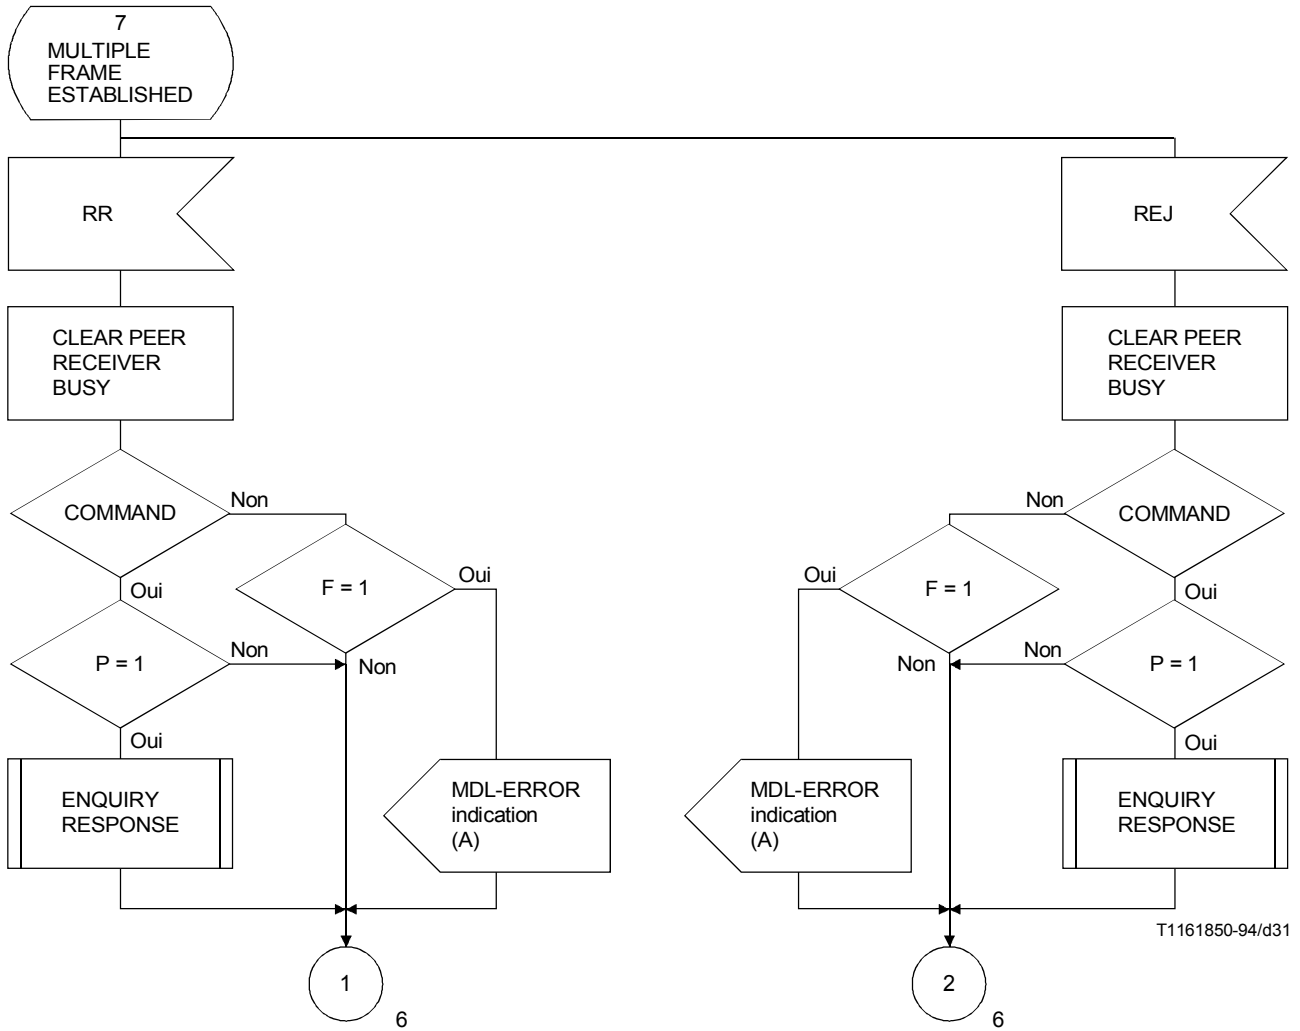 7
MULTIPLE
FRAME
ESTABLISHED
RR
REJ
CLEAR PEER
RECEIVER
BUSY
CLEAR PEER
RECEIVER
BUSY
COMMAND
Non
Non
COMMAND
Oui
F = 1
Oui
Oui
F = 1
Oui
P = 1
Non
Non
Non
Non
P = 1
Oui
Oui
ENQUIRY
RESPONSE
MDL-ERROR
indication
(A)
MDL-ERROR
indication
(A)
ENQUIRY
RESPONSE
T1161850-94/d31
1
6
2
6